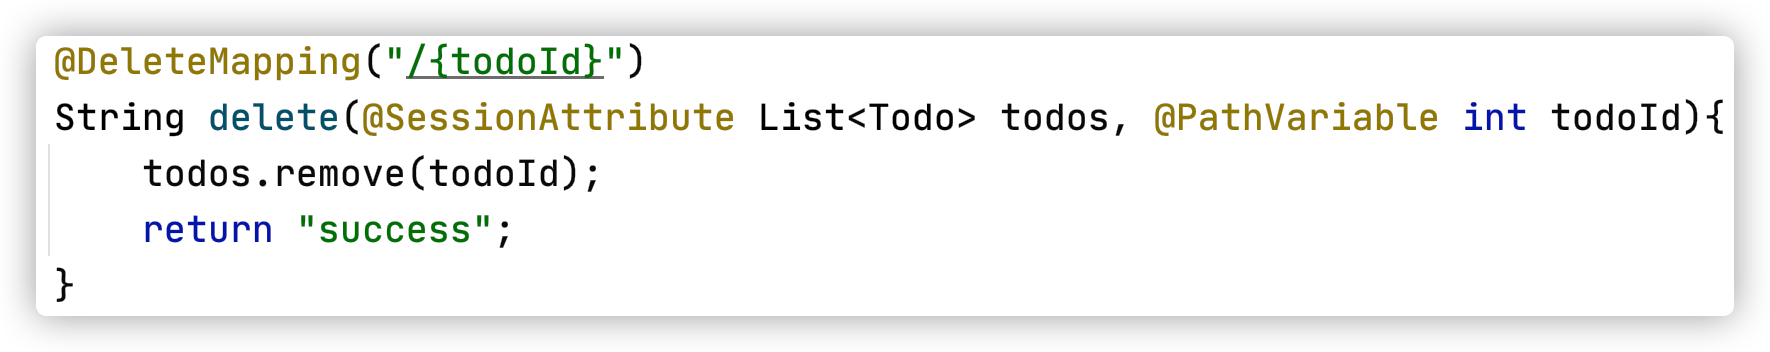 @DeleteMapping("/{todoId}")
String delete(@SessionAttribute List<Todo> todos, @PathVariable int todoId){
    todos.remove(todoId);
    return "success";
}